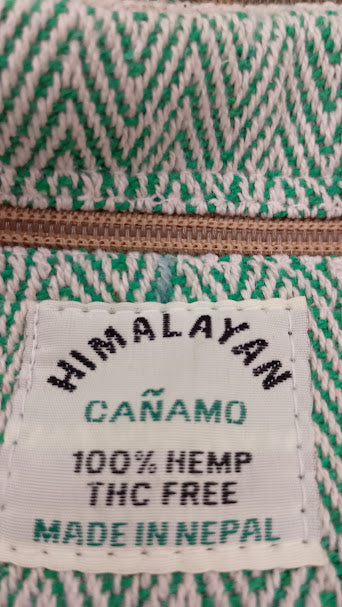 HIMALAYAN
CAÑAMO
100% HEMP
THC FREE
MADE IN NEPAL